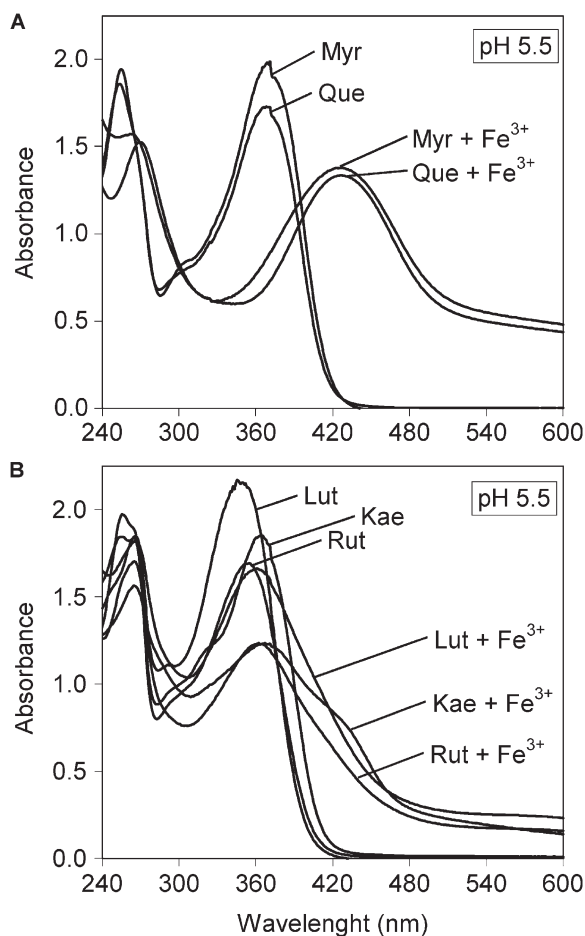 A
pH 5.5
2.0
Myr
Que
1.5
Myr + Fe³⁺
Que + Fe³⁺
Absorbance
1.0
0.5
0.0
240 300 360 420 480 540 600
B
pH 5.5
2.0
Lut
Kae
Rut
1.5
Lut + Fe³⁺
Absorbance
1.0
Kae + Fe³⁺
Rut + Fe³⁺
0.5
0.0
240 300 360 420 480 540 600
Wavelenght (nm)